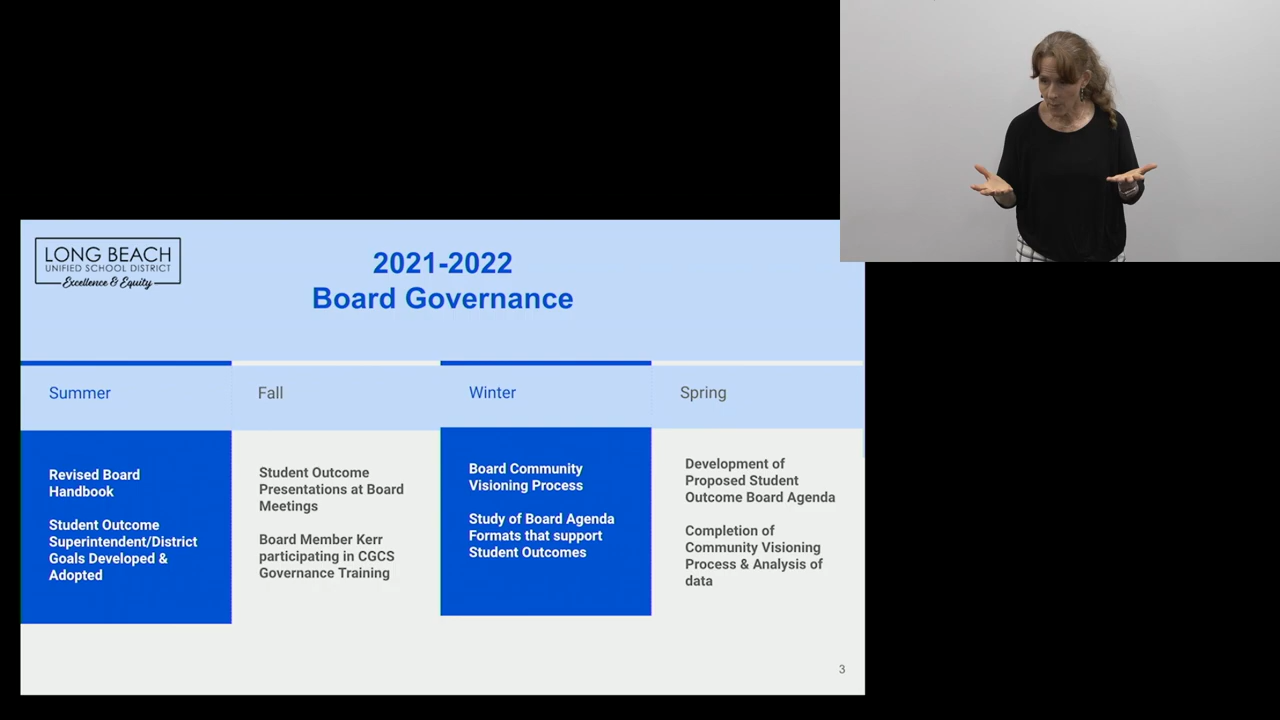 LONG BEACH
UNIFIED SCHOOL DISTRICT
Excellence & Equity
2021-2022
Board Governance
Summer
Fall
Winter
Spring
Revised Board
Handbook
Student Outcome
Superintendent/District
Goals Developed &
Adopted
Student Outcome
Presentations at Board
Meetings
Board Member Kerr
participating in CGCS
Governance Training
Board Community
Visioning Process
Study of Board Agenda
Formats that support
Student Outcomes
Development of
Proposed Student
Outcome Board Agenda
Completion of
Community Visioning
Process & Analysis of
data
3